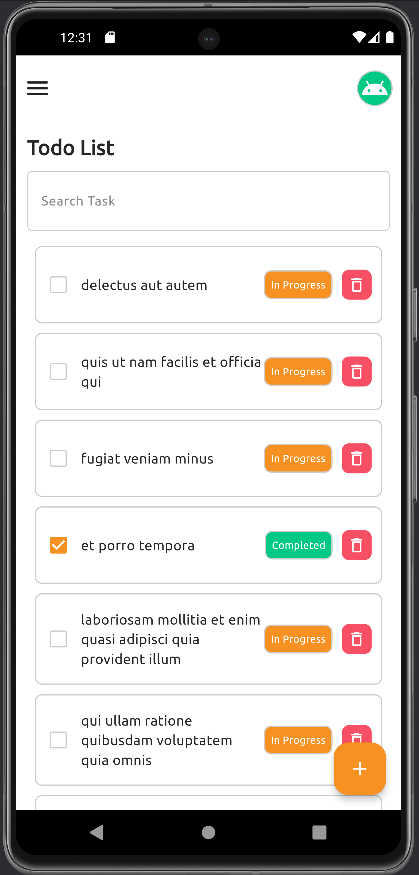 12:31
Todo List
Search Task
delectus aut autem
In Progress
quis ut nam facilis et officia
qui
In Progress
fugiat veniam minus
In Progress
et porro tempora
Completed
laboriosam mollitia et enim
quasi adipisci quia
provident illum
In Progress
qui ullam ratione
quibusdam voluptatem
quia omnis
In Progress
+